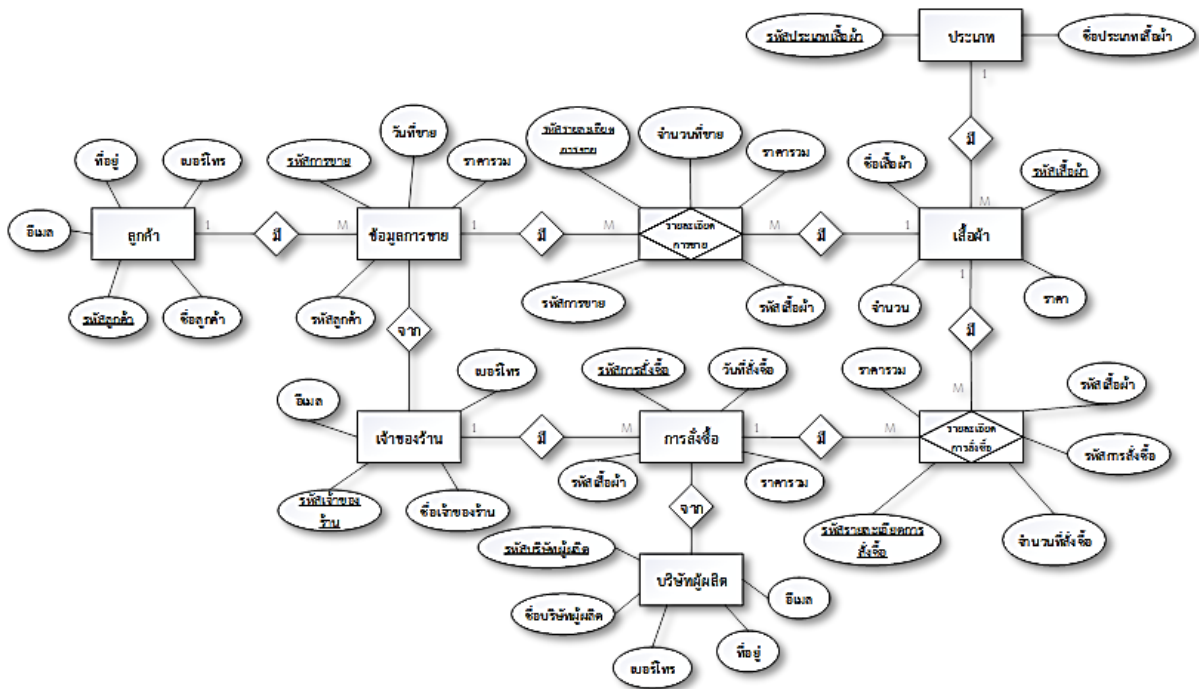 รหัสประเภทเสื้อผ้า
ประเภท
ชื่อประเภทเสื้อผ้า
1
มี
M
ที่อยู่
เบอร์โทร
อีเมล
ลูกค้า
รหัสลูกค้า
ชื่อลูกค้า
1
มี
M
รหัสการขาย
วันที่ขาย
ราคารวม
ข้อมูลการขาย
รหัสลูกค้า
1
มี
M
รหัสรายละเอียด
การขาย
จำนวนที่ขาย
ราคารวม
รายละเอียด
การขาย
รหัสการขาย
รหัสเสื้อผ้า
M
มี
1
ชื่อเสื้อผ้า
รหัสเสื้อผ้า
เสื้อผ้า
จำนวน
ราคา
1
มี
M
จาก
อีเมล
เบอร์โทร
เจ้าของร้าน
รหัสเจ้าของ
ร้าน
ชื่อเจ้าของร้าน
1
มี
M
รหัสการสั่งซื้อ
วันที่สั่งซื้อ
การสั่งซื้อ
รหัสเสื้อผ้า
ราคารวม
1
มี
M
ราคารวม
รหัสเสื้อผ้า
รายละเอียด
การสั่งซื้อ
รหัสการสั่งซื้อ
รหัสรายละเอียดการ
สั่งซื้อ
จำนวนที่สั่งซื้อ
จาก
รหัสบริษัทผู้ผลิต
บริษัทผู้ผลิต
อีเมล
ชื่อบริษัทผู้ผลิต
เบอร์โทร
ที่อยู่